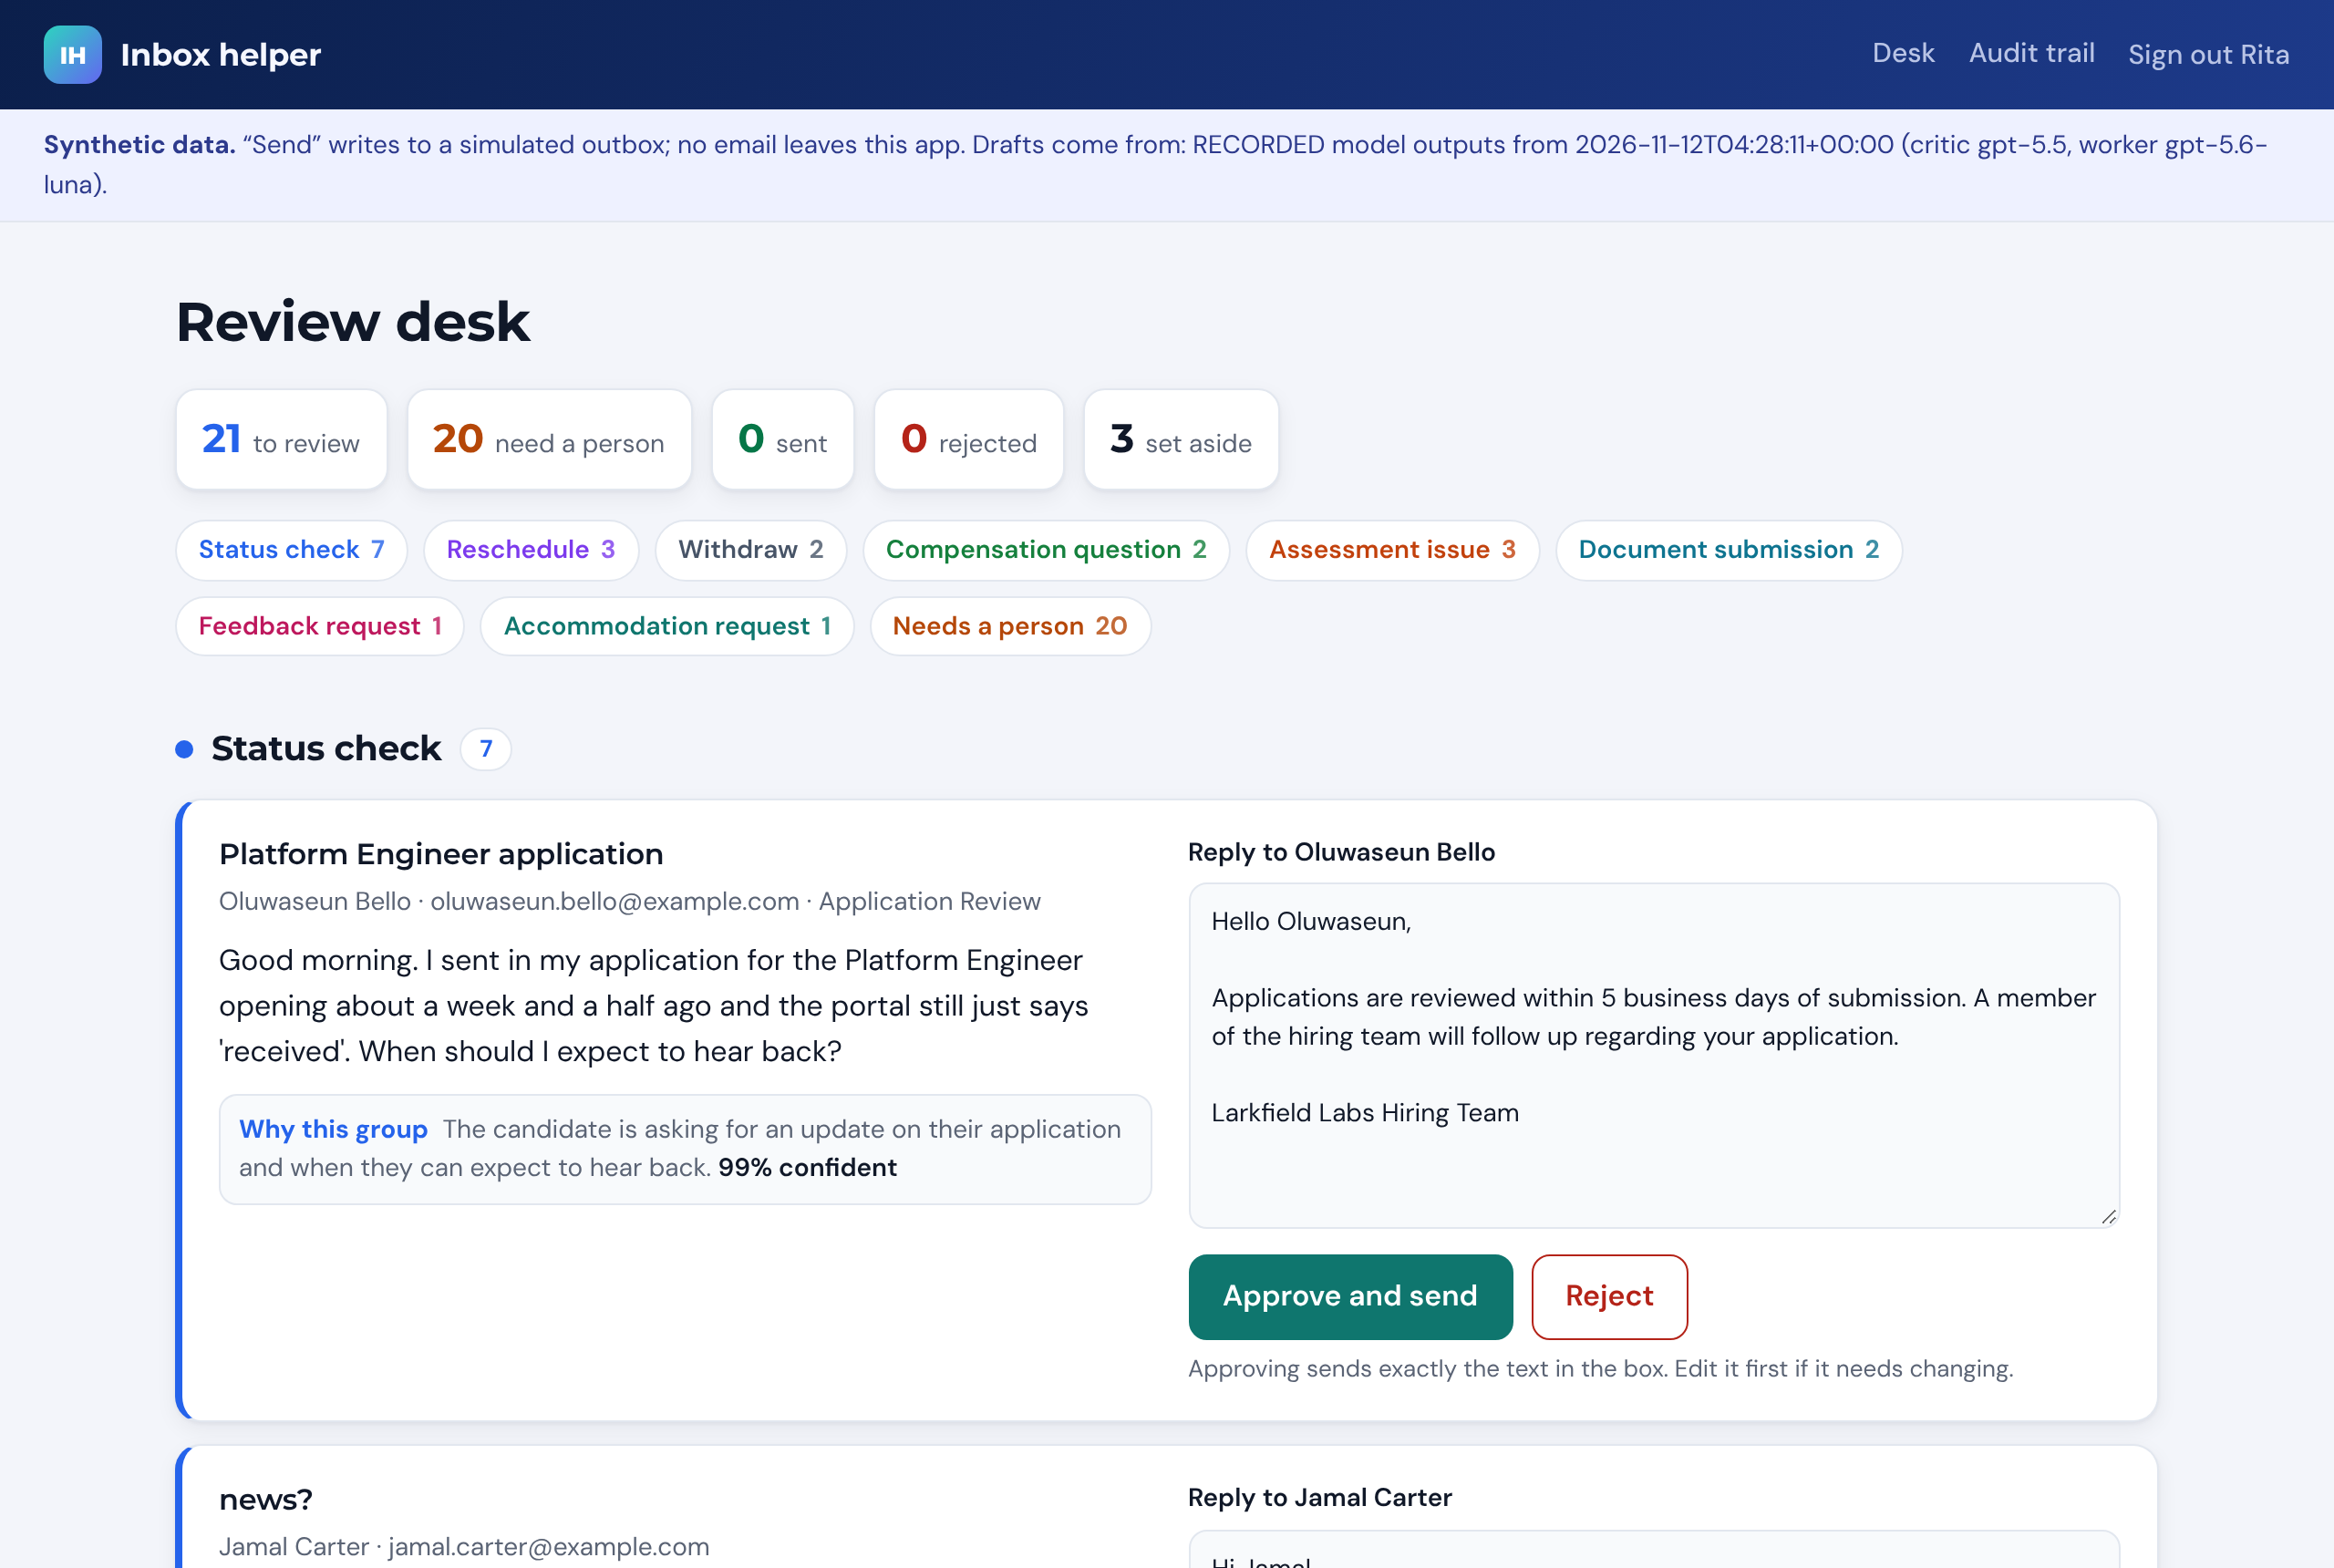 IH Inbox helper Desk Audit trail Sign out Rita
Synthetic data. “Send” writes to a simulated outbox; no email leaves this app. Drafts come from: RECORDED model outputs from 2026-11-12T04:28:11+00:00 (critic gpt-5.5, worker gpt-5.6-
luna).
Review desk
21 to review 20 need a person 0 sent 0 rejected 3 set aside
Status check 7 Reschedule 3 Withdraw 2 Compensation question 2 Assessment issue 3 Document submission 2
Feedback request 1 Accommodation request 1 Needs a person 20
Status check 7
Platform Engineer application
Oluwaseun Bello · oluwaseun.bello@example.com · Application Review
Good morning. I sent in my application for the Platform Engineer
opening about a week and a half ago and the portal still just says
'received'. When should I expect to hear back?
Why this group The candidate is asking for an update on their application
and when they can expect to hear back. 99% confident
Reply to Oluwaseun Bello
Hello Oluwaseun,
Applications are reviewed within 5 business days of submission. A member
of the hiring team will follow up regarding your application.
Larkfield Labs Hiring Team
Approve and send Reject
Approving sends exactly the text in the box. Edit it first if it needs changing.
news?
Jamal Carter · jamal.carter@example.com
Reply to Jamal Carter
Hi Jamal